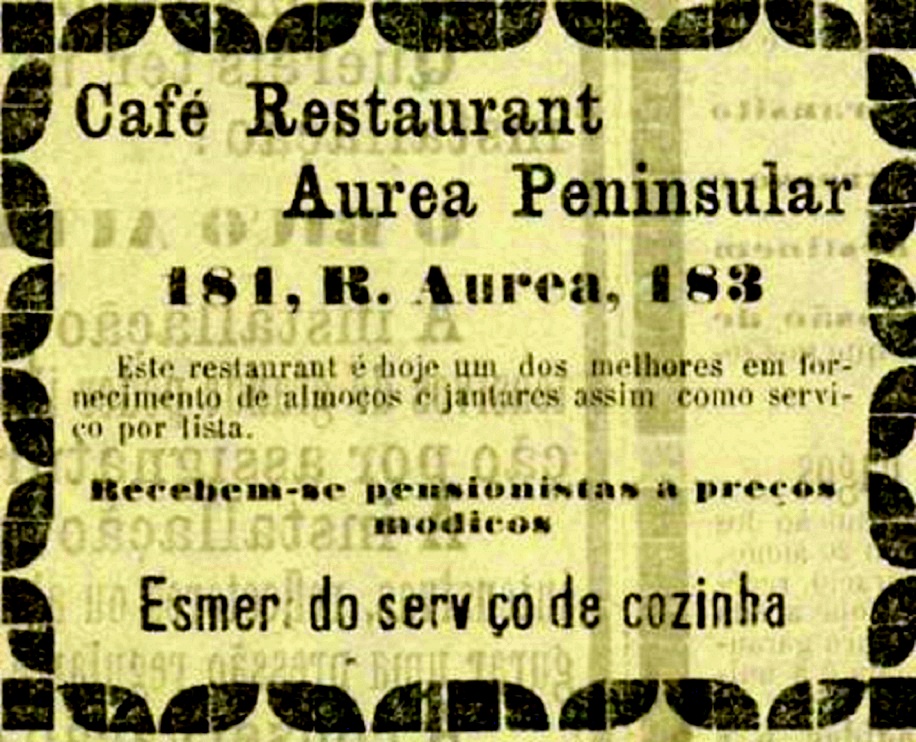 Café Restaurant
Aurea Peninsular
181, R. Aurea, 183
Este restaurant é hoje um dos melhores em for-
necimento de almoços e jantares assim como servi-
ço por lista.
Recebem-se pensionistas a preços
modicos
Esmer do serv ço de cozinha